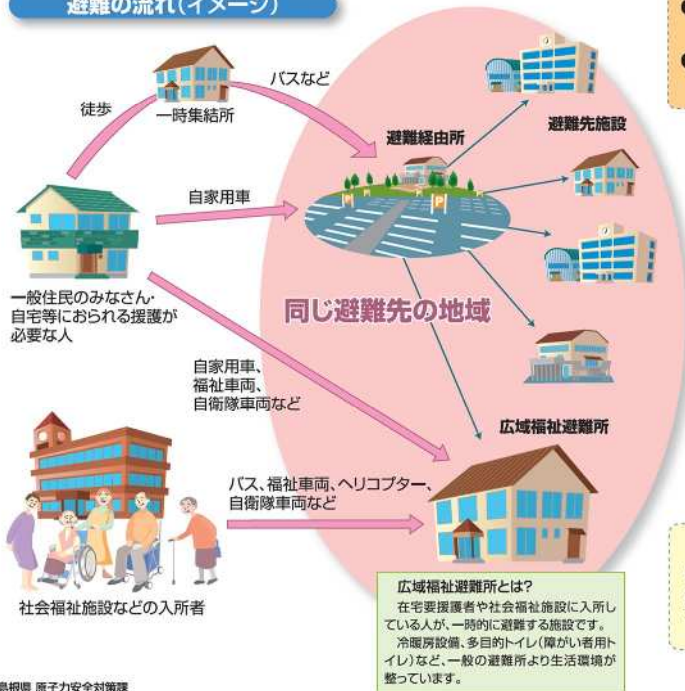 避難の流れ(イメージ)
徒歩
一時集結所
バスなど
避難経由所
避難先施設
自家用車
P
P
P
一般住民のみなさん・
自宅等におられる援護が
必要な人
同じ避難先の地域
自家用車、
福祉車両、
自衛隊車両など
広域福祉避難所
バス、福祉車両、ヘリコプター、
自衛隊車両など
社会福祉施設などの入所者
広域福祉避難所とは?
在宅要援護者や社会福祉施設に入所し
ている人が、一時的に避難する施設です。
冷暖房設備、多目的トイレ(障がい者用ト
イレ)など、一般の避難所より生活環境が
整っています。
島根県 原子力安全対策課